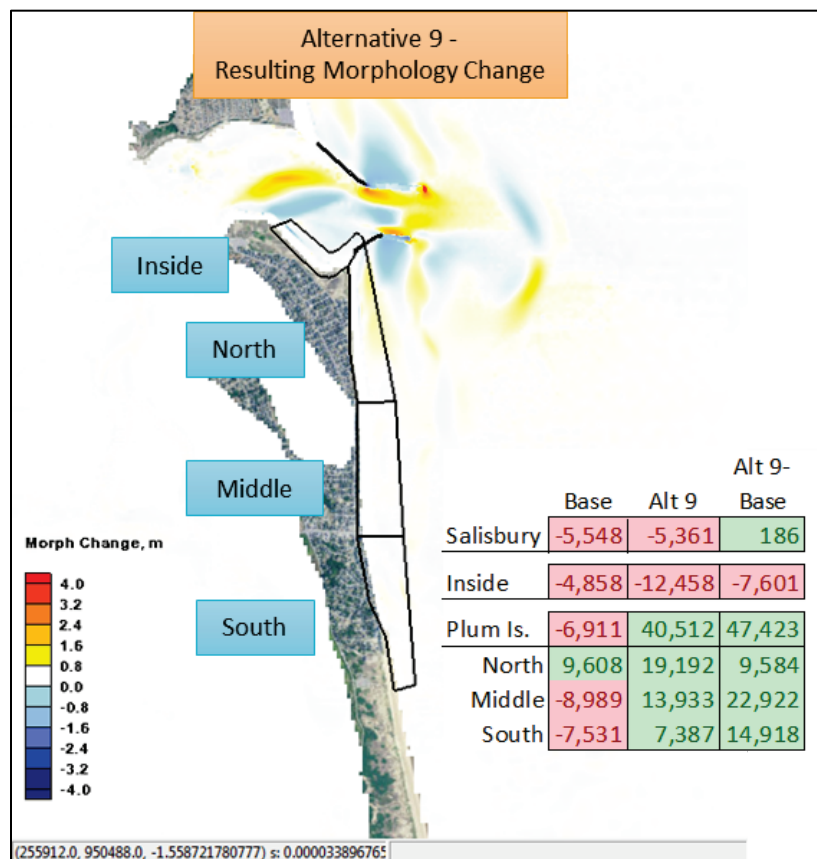 Alternative 9 -
Resulting Morphology Change
Inside
North
Middle
South
Morph Change, m
4.0
3.2
2.4
1.6
0.8
0.0
-0.8
-1.6
-2.4
-3.2
-4.0
Alt 9-
Base Alt 9 Base
Salisbury -5,548 -5,361 186
Inside -4,858 -12,458 -7,601
Plum Is. -6,911 40,512 47,423
North 9,608 19,192 9,584
Middle -8,989 13,933 22,922
South -7,531 7,387 14,918
(255912.0, 950488.0, -1.558721780777) s: 0.000033896765